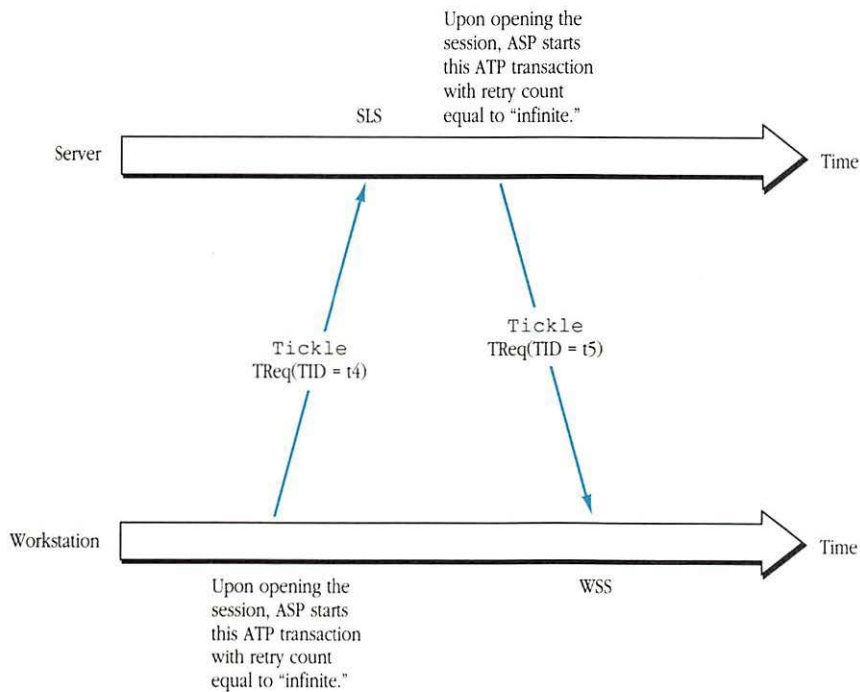 Upon opening the
session, ASP starts
this ATP transaction
with retry count
equal to “infinite.”
SLS
Server
Time
Tickle
TReq(TID = t4)
Tickle
TReq(TID = t5)
Workstation
Time
Upon opening the
session, ASP starts
this ATP transaction
with retry count
equal to “infinite.”
WSS